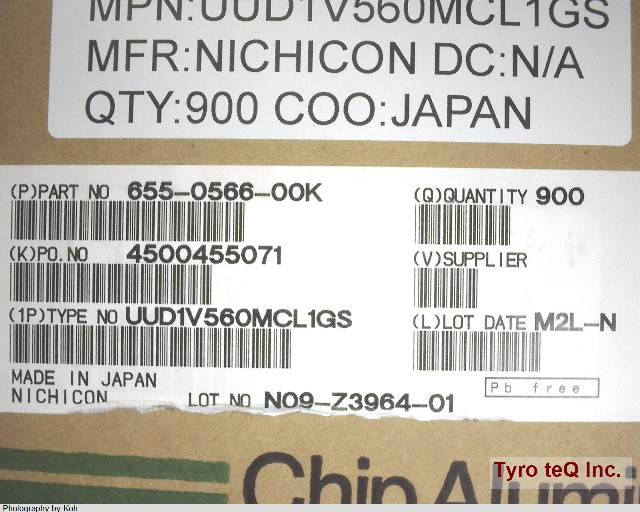 MPN:UUD1V560MCL1GS
MFR:NICHICON DC:N/A
QTY:900 COO:JAPAN
(P)PART NO 655-0566-00K
(Q)QUANTITY 900
(K)PO.NO 4500455071
(V)SUPPLIER
(1P)TYPE NO UUD1V560MCL1GS
(L)LOT DATE M2L-N
MADE IN JAPAN
Pb free
NICHICON LOT NO N09-Z3964-01
Chip Alumi
Tyro teQ Inc.
Photography by Koh